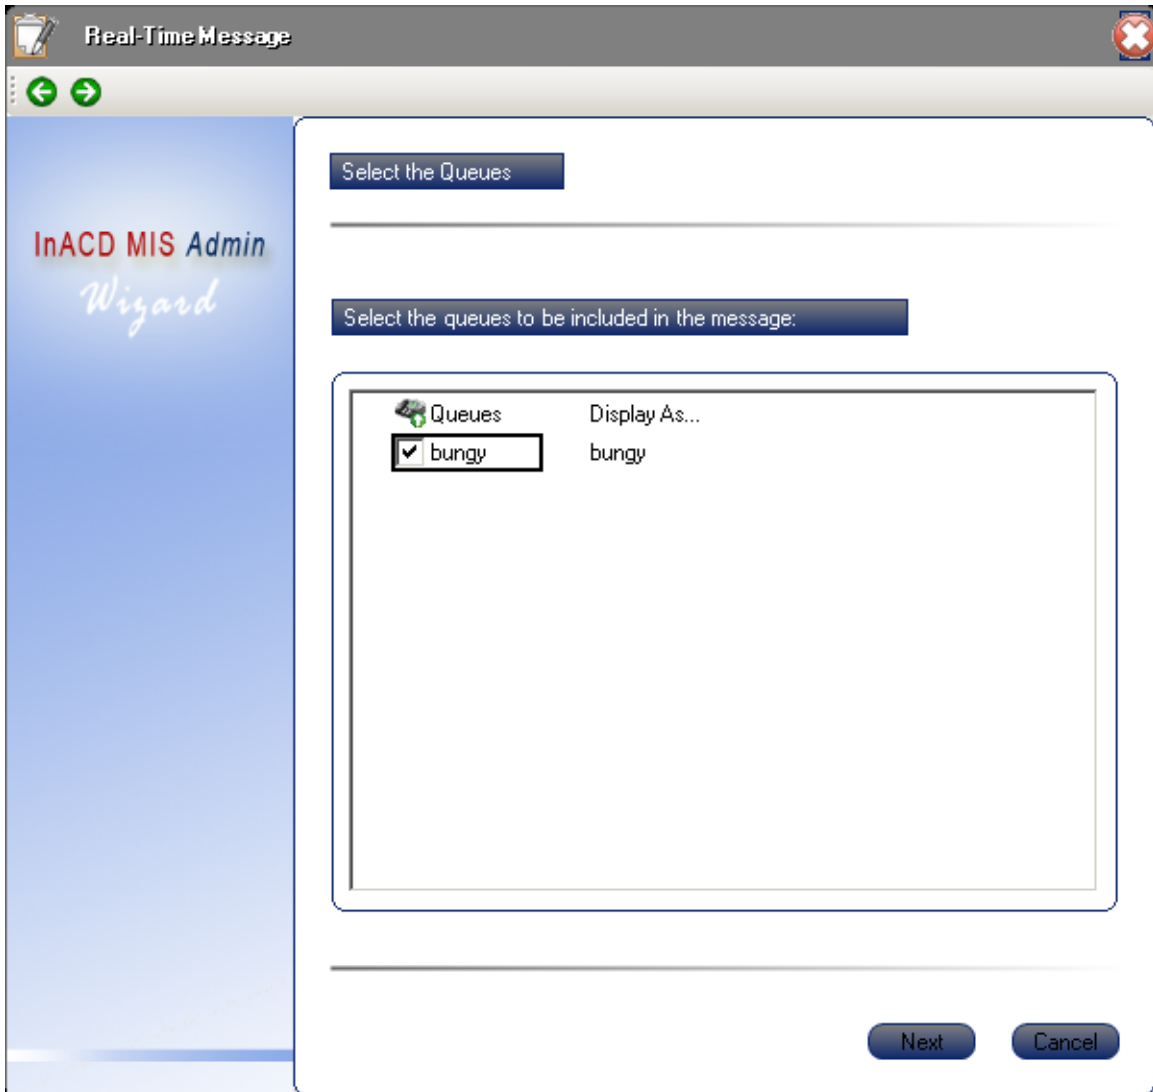 Real-Time Message
InACD MIS Admin
Wizard
Select the Queues
Select the queues to be included in the message:
Queues Display As...
bungy bungy
Next Cancel